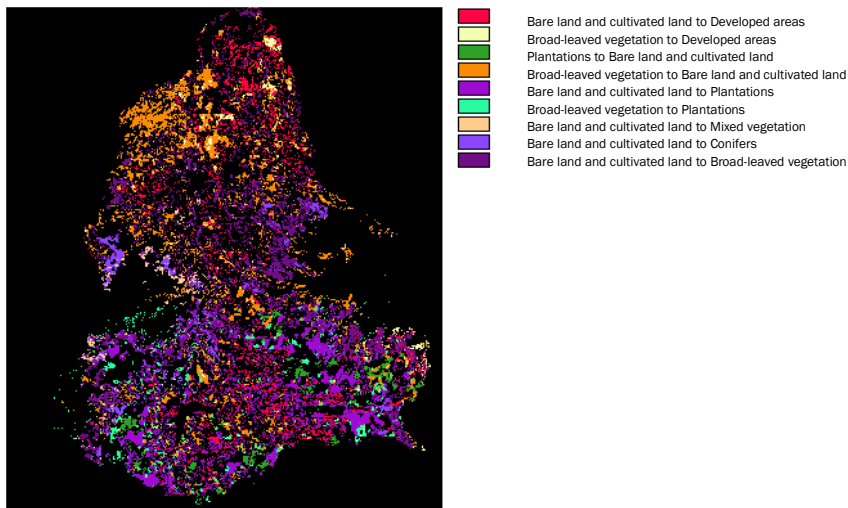 Bare land and cultivated land to Developed areas
Broad-leaved vegetation to Developed areas
Plantations to Bare land and cultivated land
Broad-leaved vegetation to Bare land and cultivated land
Bare land and cultivated land to Plantations
Broad-leaved vegetation to Plantations
Bare land and cultivated land to Mixed vegetation
Bare land and cultivated land to Conifers
Bare land and cultivated land to Broad-leaved vegetation